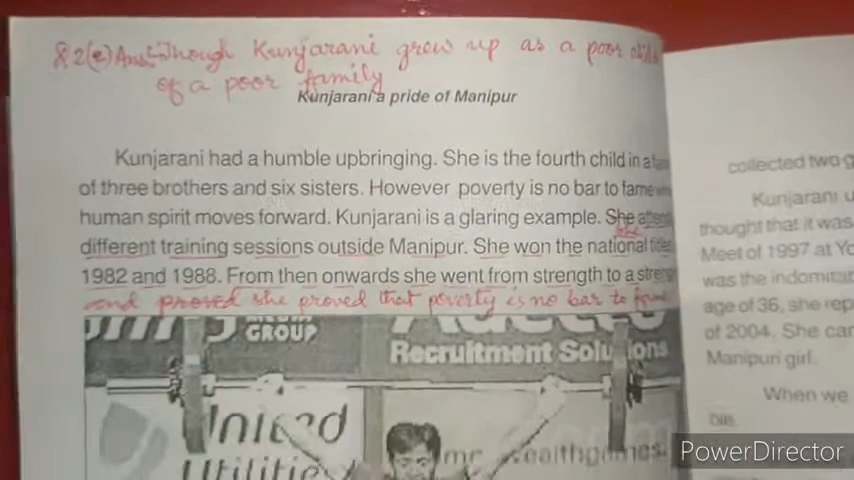 Q 2(e) Ans:- Though Kunjarani grew up as a poor child
of a poor family
Kunjarani a pride of Manipur
Kunjarani had a humble upbringing. She is the fourth child in a
of three brothers and six sisters. However poverty is no bar to fame
human spirit moves forward. Kunjarani is a glaring example. She
she
different training sessions outside Manipur. She won the national titles
1982 and 1988. From then onwards she went from strength to a
and proved she proved that poverty is no bar to fame
GROUP
Recruitment Solutions
United
Utilities
collected two
Kunjarani
thought that it was
Meet of 1997 at
was the
age of 36, she
of 2004. She
Manipuri girl.
When we
PowerDirector